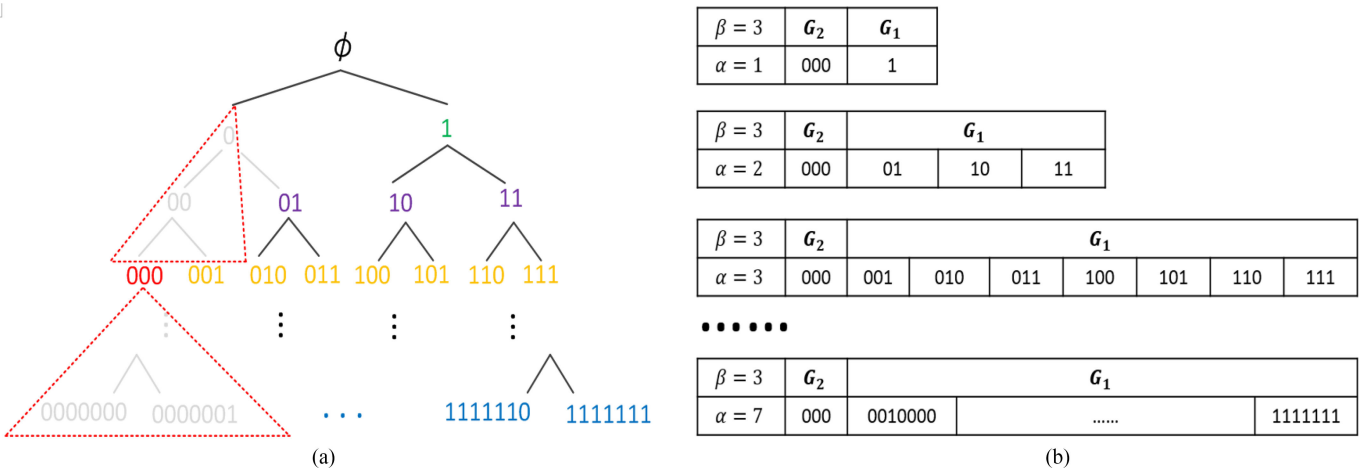 ϕ
0
1
00
01
10
11
000
001
010
011
100
101
110
111
⋮ ⋮ ⋮ ⋮
0000000
0000001
...
1111110
1111111
(a)
β = 3 G₂ G₁
α = 1 000 1
β = 3 G₂ G₁
α = 2 000 01 10 11
β = 3 G₂ G₁
α = 3 000 001 010 011 100 101 110 111
......
β = 3 G₂ G₁
α = 7 000 0010000 ...... 1111111
(b)